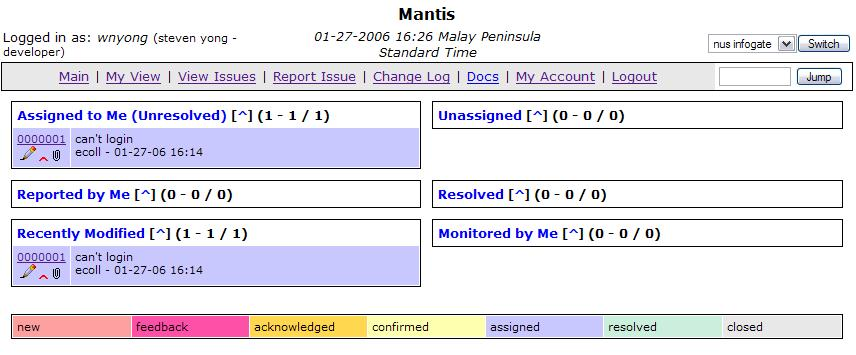 Mantis
Logged in as: wnyong (steven yong - developer)
01-27-2006 16:26 Malay Peninsula Standard Time
nus infogate Switch
Main | My View | View Issues | Report Issue | Change Log | Docs | My Account | Logout Jump
Assigned to Me (Unresolved) [^] (1 - 1 / 1)
0000001 can't login
ecoll - 01-27-06 16:14
Unassigned [^] (0 - 0 / 0)
Reported by Me [^] (0 - 0 / 0)
Resolved [^] (0 - 0 / 0)
Recently Modified [^] (1 - 1 / 1)
0000001 can't login
ecoll - 01-27-06 16:14
Monitored by Me [^] (0 - 0 / 0)
new feedback acknowledged confirmed assigned resolved closed